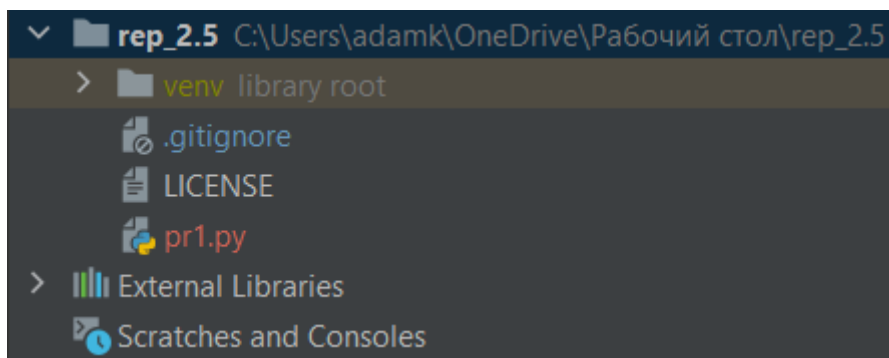 rep_2.5 C:\Users\adamk\OneDrive\Рабочий стол\rep_2.5
venv library root
.gitignore
LICENSE
pr1.py
External Libraries
Scratches and Consoles